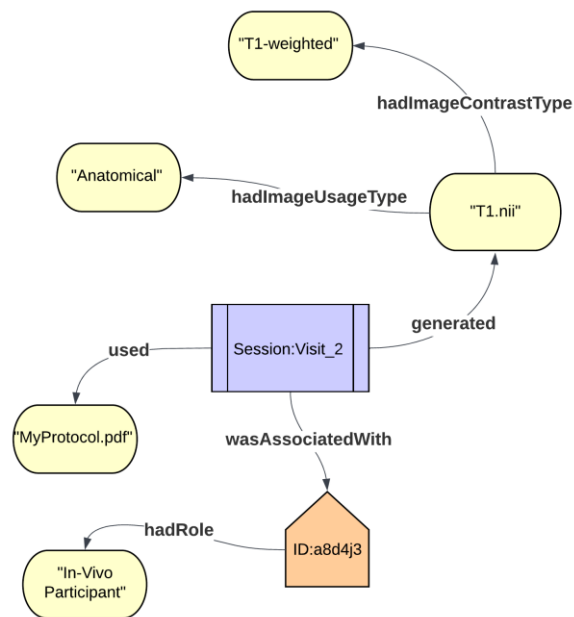 "T1-weighted"
hadImageContrastType
"Anatomical"
hadImageUsageType
"T1.nii"
generated
Session:Visit_2
used
"MyProtocol.pdf"
wasAssociatedWith
hadRole
ID:a8d4j3
"In-Vivo
Participant"